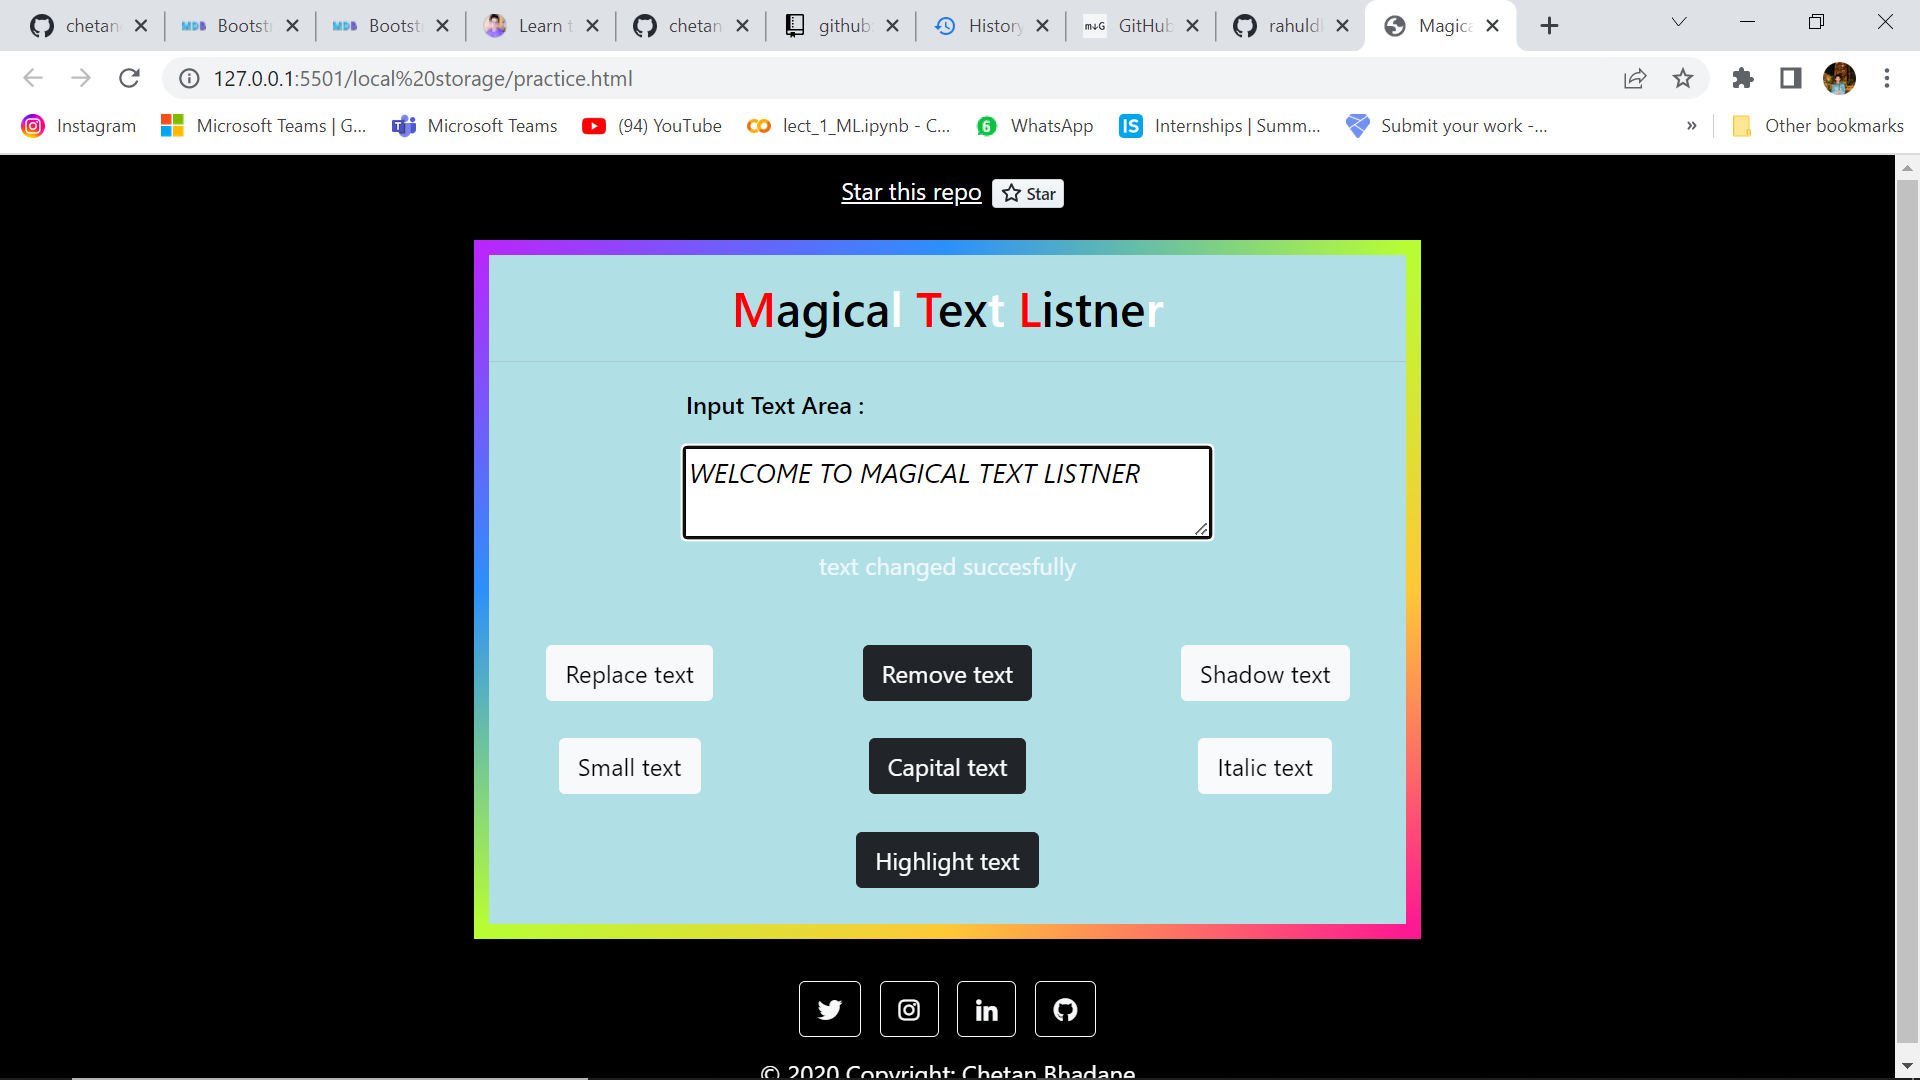 chetan Bootst Bootst Learn t chetan github: History GitHub rahuld Magica
127.0.0.1:5501/local%20storage/practice.html
Instagram Microsoft Teams | G... Microsoft Teams (94) YouTube lect_1_ML.ipynb - C... WhatsApp Internships | Summ... Submit your work -... » Other bookmarks
Star this repo Star
Magical Text Listner
Input Text Area :
WELCOME TO MAGICAL TEXT LISTNER
text changed succesfully
Replace text Remove text Shadow text
Small text Capital text Italic text
Highlight text
© 2020 Copyright: Chetan Bhadane